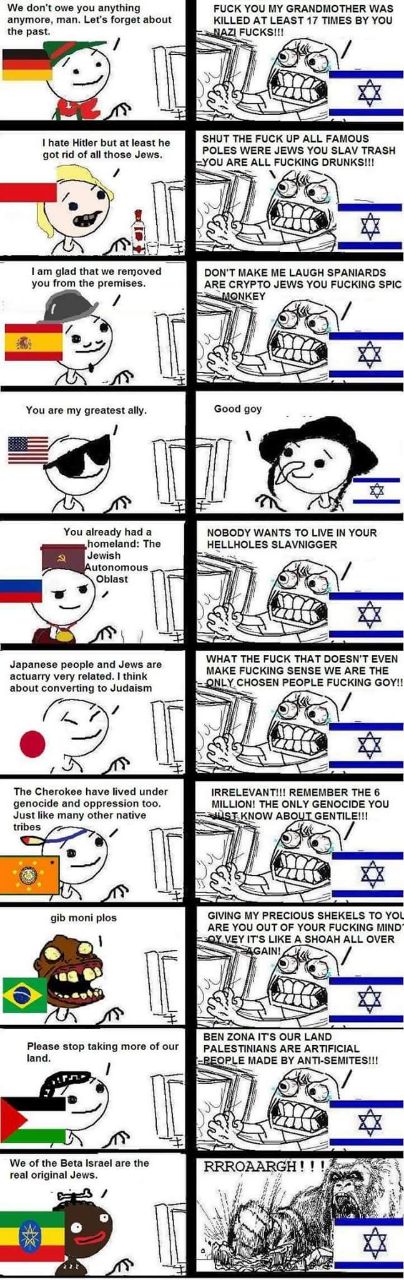 We don't owe you anything
anymore, man. Let's forget about
the past.
FUCK YOU MY GRANDMOTHER WAS
KILLED AT LEAST 17 TIMES BY YOU
NAZI FUCKS!!!
I hate Hitler but at least he
got rid of all those Jews.
SHUT THE FUCK UP ALL FAMOUS
POLES WERE JEWS YOU SLAV TRASH
YOU ARE ALL FUCKING DRUNKS!!!
I am glad that we removed
you from the premises.
DON'T MAKE ME LAUGH SPANIARDS
ARE CRYPTO JEWS YOU FUCKING SPIC
MONKEY
You are my greatest ally.
Good goy
You already had a
homeland: The
Jewish
Autonomous
Oblast
NOBODY WANTS TO LIVE IN YOUR
HELLHOLES SLAVNIGGER
Japanese people and Jews are
actuarry very related. I think
about converting to Judaism
WHAT THE FUCK THAT DOESN'T EVEN
MAKE FUCKING SENSE WE ARE THE
ONLY CHOSEN PEOPLE FUCKING GOY!!
The Cherokee have lived under
genocide and oppression too.
Just like many other native
tribes
IRRELEVANT!!! REMEMBER THE 6
MILLION! THE ONLY GENOCIDE YOU
MUST KNOW ABOUT GENTILE!!!
gib moni plos
GIVING MY PRECIOUS SHEKELS TO YOU
ARE YOU OUT OF YOUR FUCKING MIND
OY VEY IT'S LIKE A SHOAH ALL OVER
AGAIN!
Please stop taking more of our
land.
BEN ZONA IT'S OUR LAND
PALESTINIANS ARE ARTIFICIAL
PEOPLE MADE BY ANTI-SEMITES!!!
We of the Beta Israel are the
real original Jews.
RRROAARGH!!!